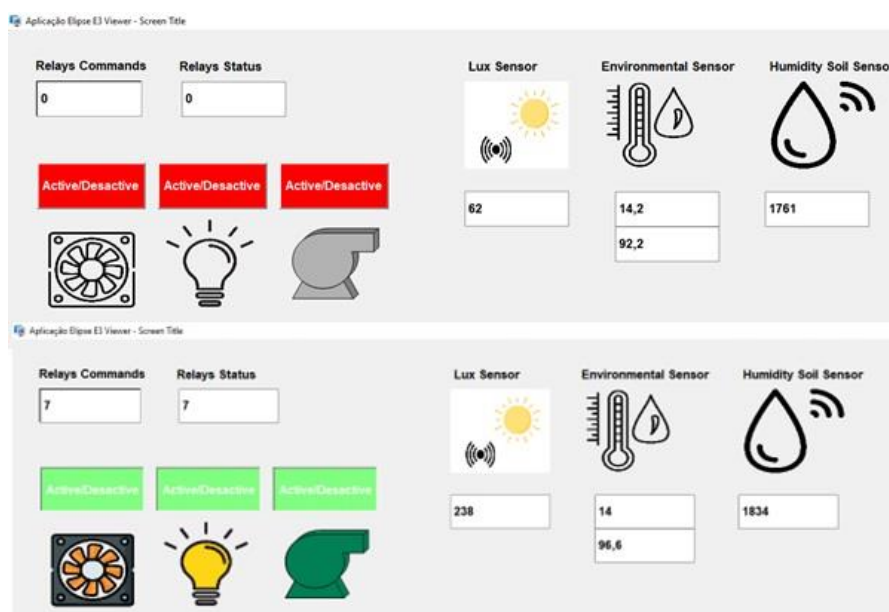 Aplicação Elipse E3 Viewer - Screen Title
Relays Commands Relays Status Lux Sensor Environmental Sensor Humidity Soil Senso
0 0
Active/Desactive Active/Desactive Active/Desactive
62 14,2 1761
92,2
Aplicação Elipse E3 Viewer - Screen Title
Relays Commands Relays Status Lux Sensor Environmental Sensor Humidity Soil Sensor
7 7
Active/Desactive Active/Desactive Active/Desactive
238 14 1834
96,6